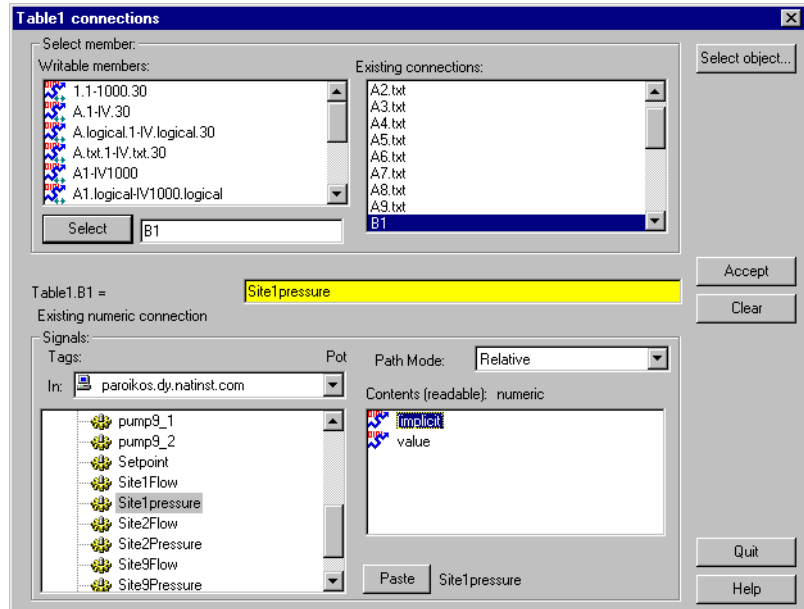 Table1 connections
Select member:
Writable members:
1.1-1000.30
A.1-IV.30
A.logical.1-IV.logical.30
A.txt.1-IV.txt.30
A1-IV1000
A1.logical-IV1000.logical
Select
B1
Existing connections:
A2.txt
A3.txt
A4.txt
A5.txt
A6.txt
A7.txt
A8.txt
A9.txt
B1
Select object...
Accept
Clear
Table1.B1 =
Site1pressure
Existing numeric connection
Signals:
Tags:
Pot
In:
paroikos.dy.natinst.com
pump9_1
pump9_2
Setpoint
Site1Flow
Site1pressure
Site2Flow
Site2Pressure
Site9Flow
Site9Pressure
Path Mode:
Relative
Contents (readable): numeric
implicit
value
Paste
Site1pressure
Quit
Help